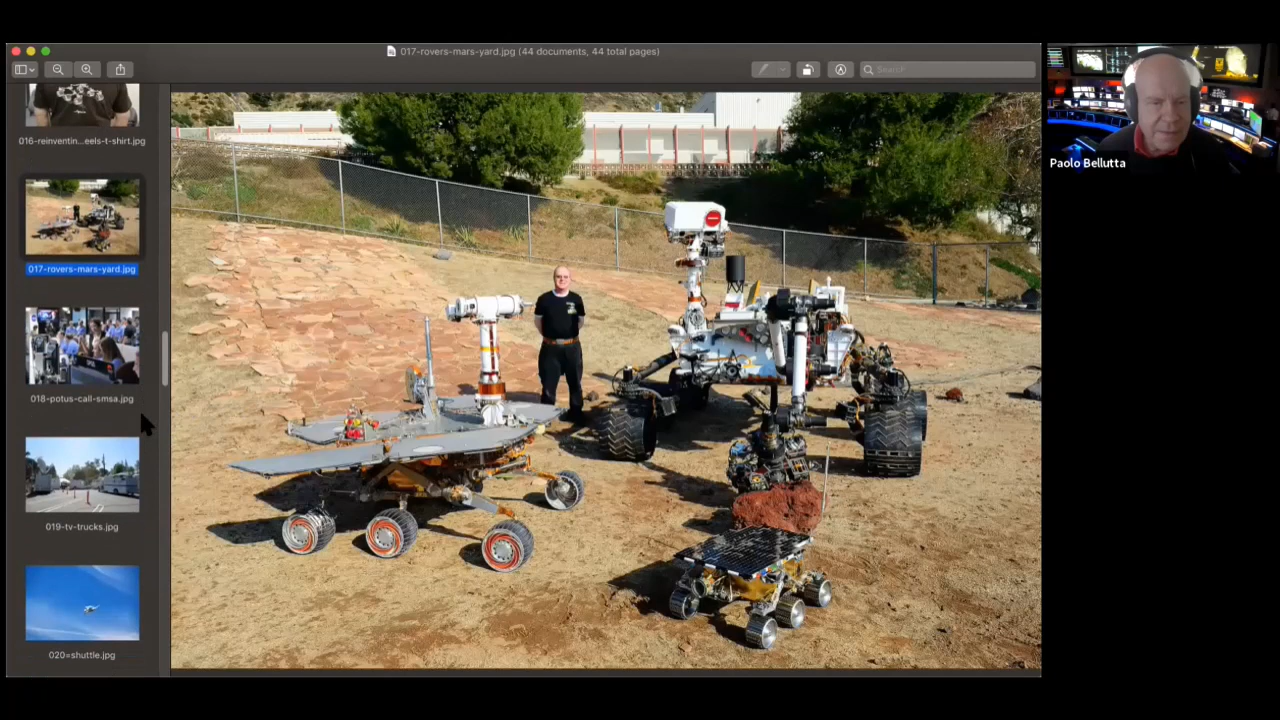 017-rovers-mars-yard.jpg (44 documents, 44 total pages)
Search
016-reinventin...eels-t-shirt.jpg
017-rovers-mars-yard.jpg
018-potus-call-smsa.jpg
019-tv-trucks.jpg
020=shuttle.jpg
Paolo Bellutta